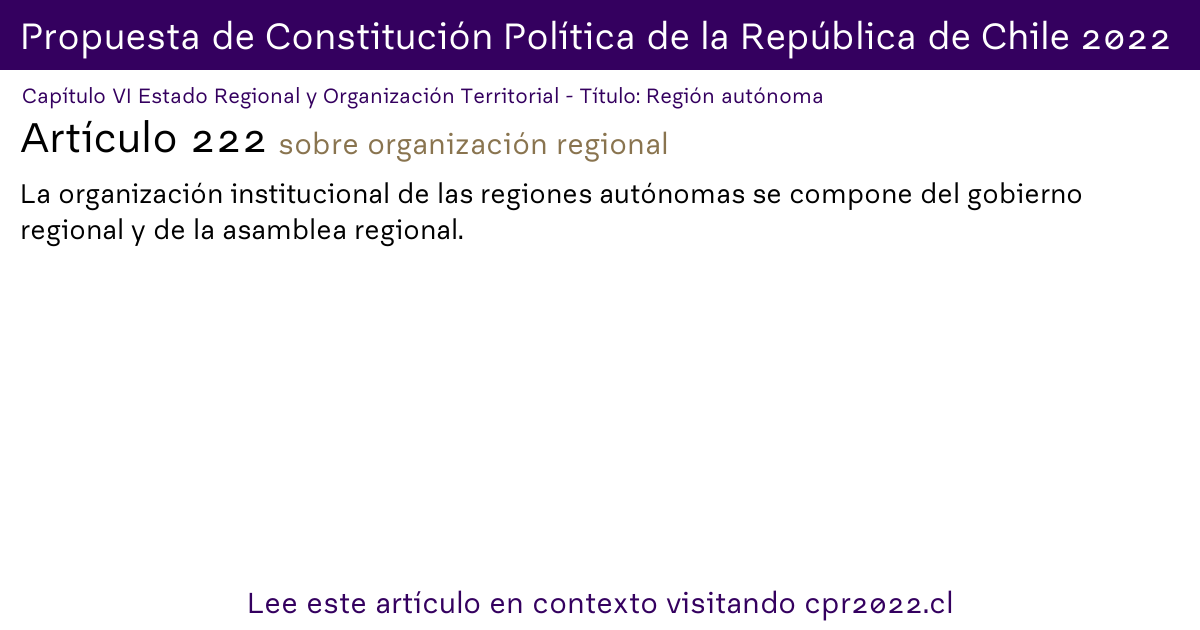 Propuesta de Constitución Política de la República de Chile 2022
Capítulo VI Estado Regional y Organización Territorial - Título: Región autónoma
Artículo 222 sobre organización regional
La organización institucional de las regiones autónomas se compone del gobierno
regional y de la asamblea regional.
Lee este artículo en contexto visitando cpr2022.cl